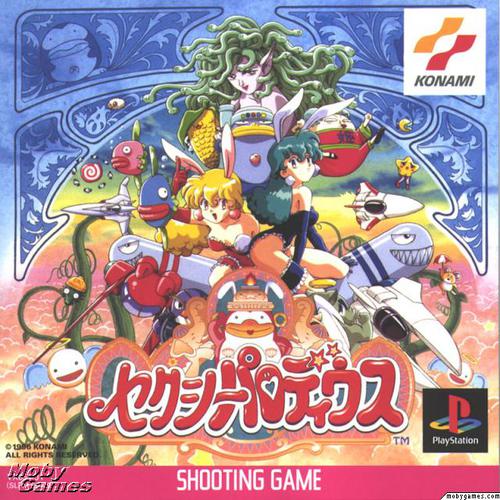 KONAMI
セクシーパロディウス
TM
PlayStation
©1996 KONAMI
ALL RIGHTS RESERVED.
Moby
Games
SHOOTING GAME
www.mobygames.com